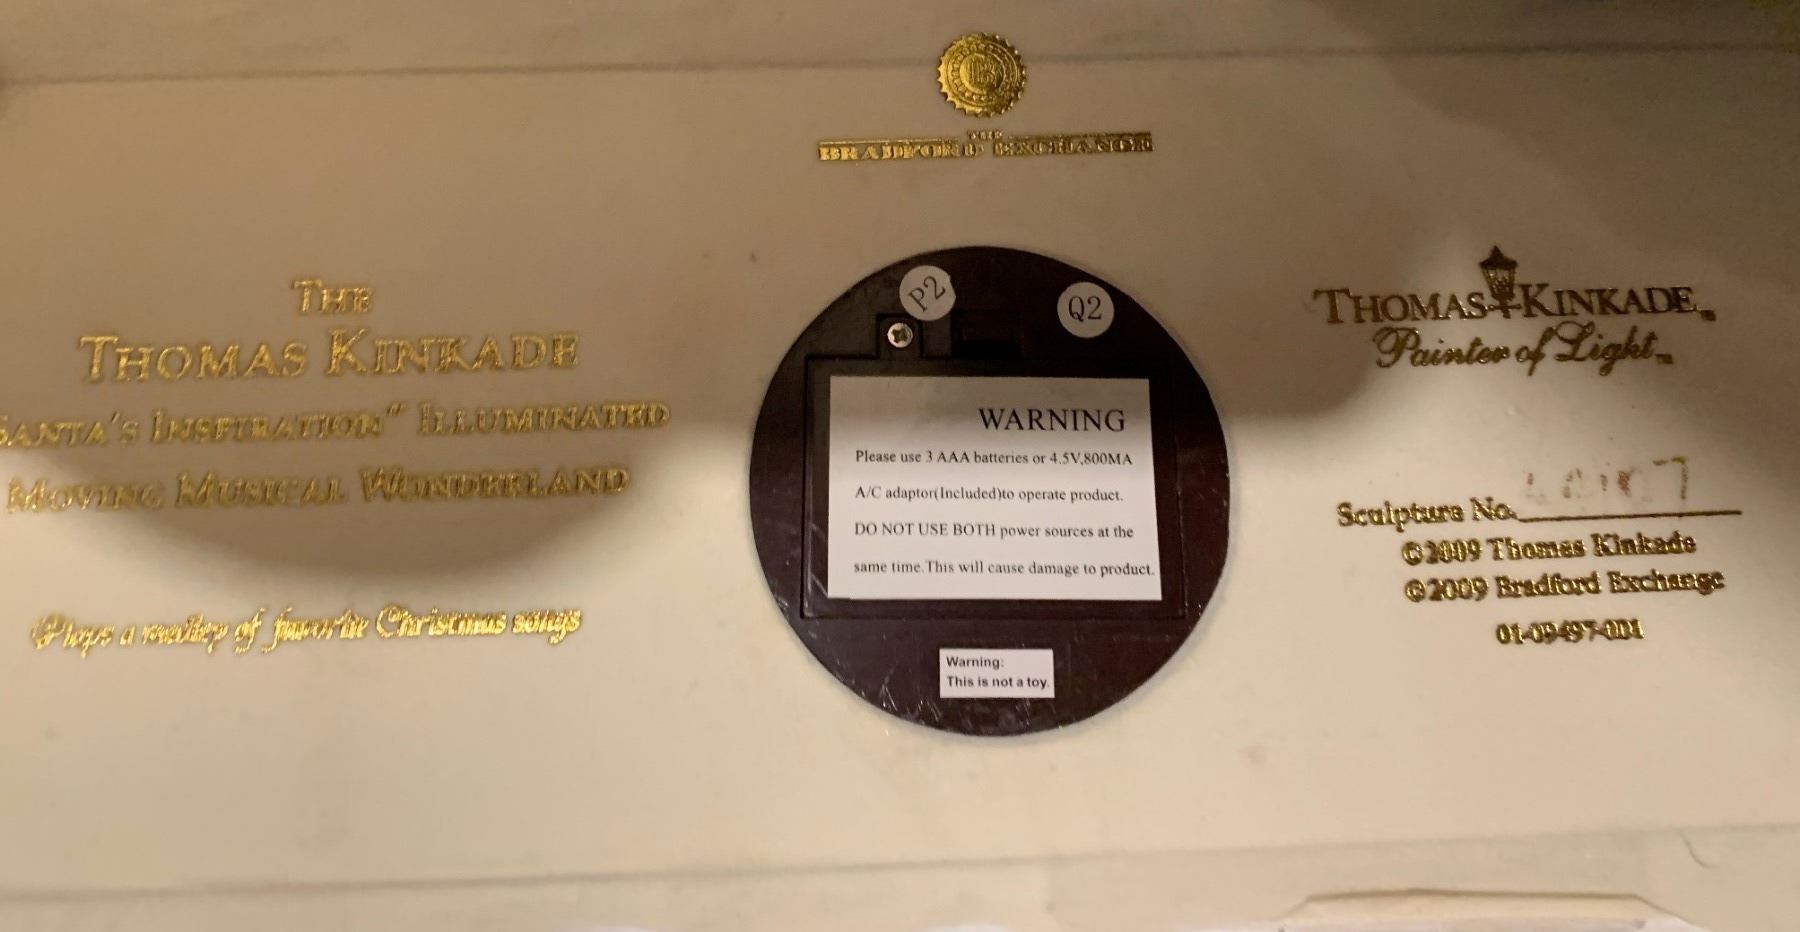 THE
BRADFORD EXCHANGE
THE
THOMAS KINKADE
SANTA'S INSPIRATION" ILLUMINATED
MOVING MUSICAL WONDERLAND
Plays a medley of favorite Christmas songs
P2
Q2
WARNING
Please use 3 AAA batteries or 4.5V,800MA
A/C adaptor(Included)to operate product.
DO NOT USE BOTH power sources at the
same time.This will cause damage to product.
Warning:
This is not a toy.
THOMAS KINKADE™
Painter of Light™
Sculpture No.
©2009 Thomas Kinkade
©2009 Bradford Exchange
01-09497-001